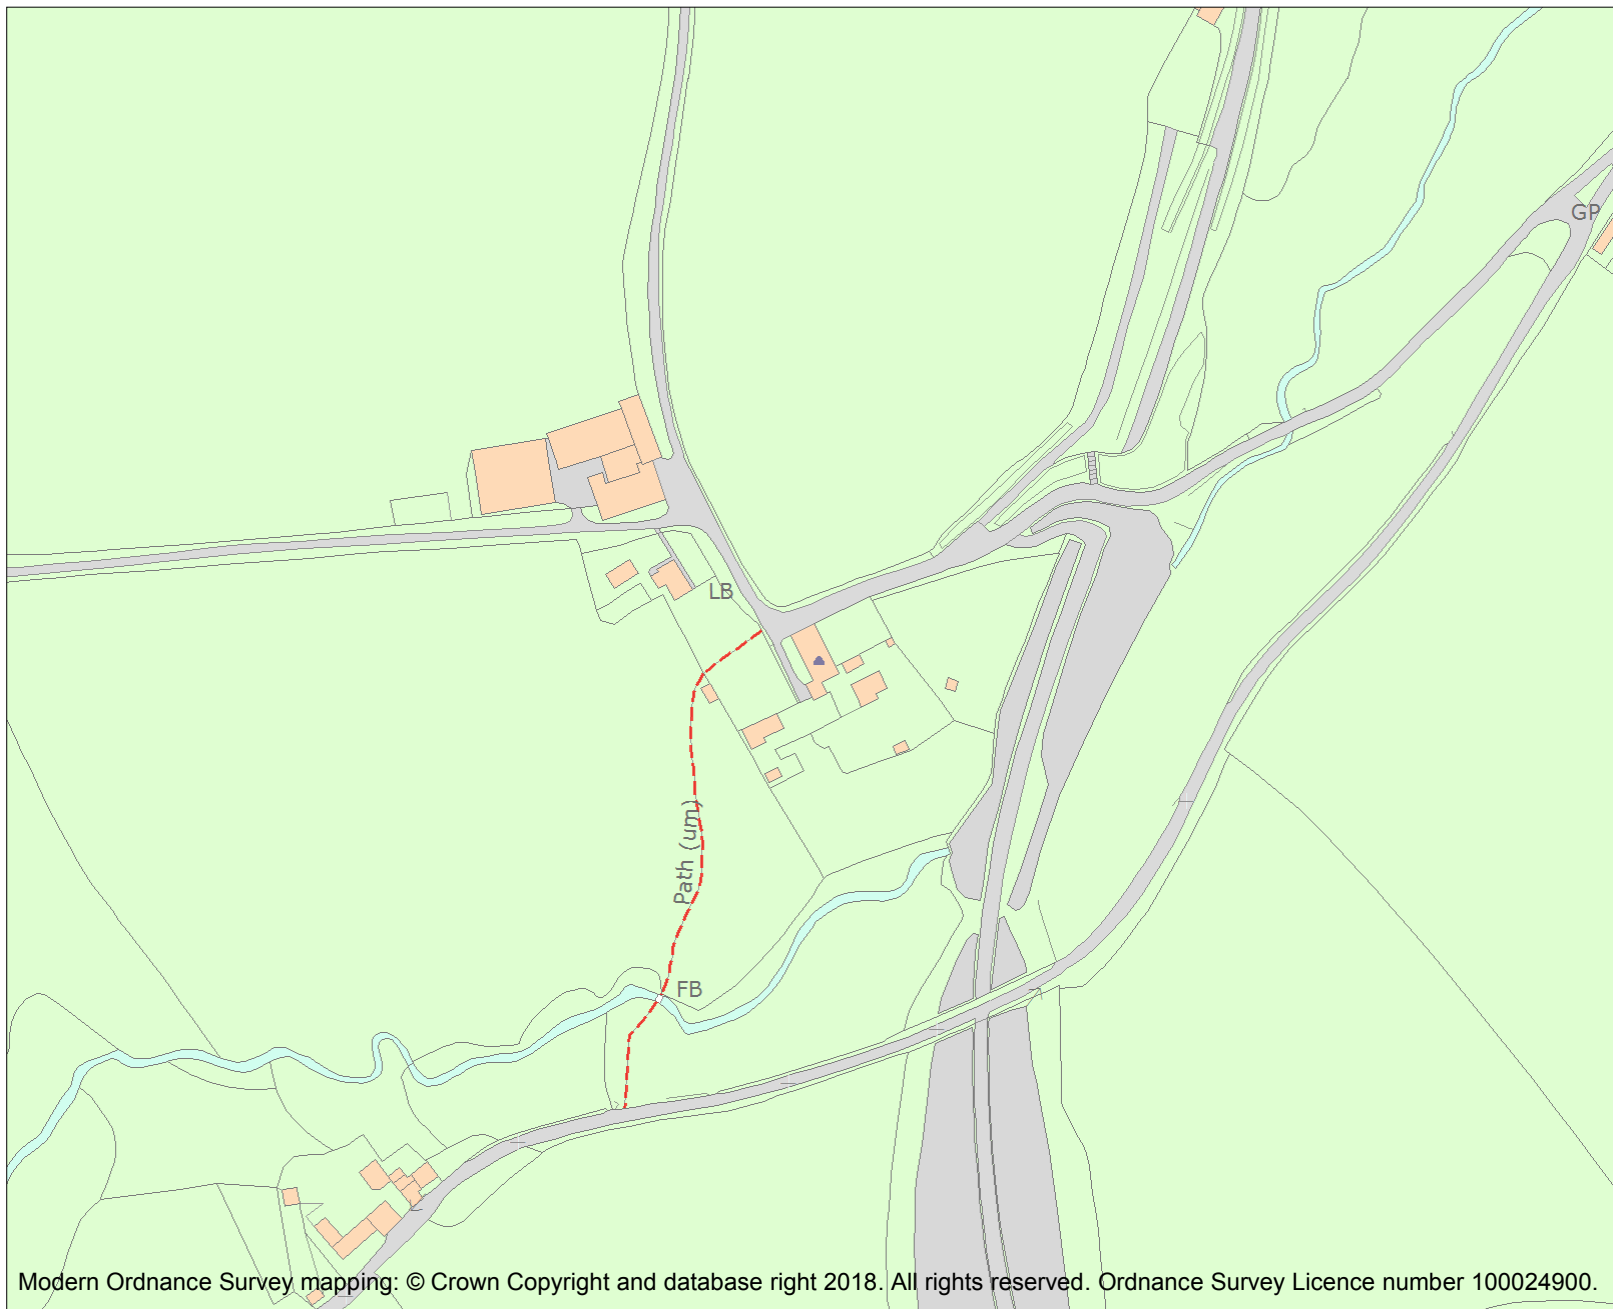 GP
LB
Path (um)
FB
Modern Ordnance Survey mapping: © Crown Copyright and database right 2018. All rights reserved. Ordnance Survey Licence number 100024900.